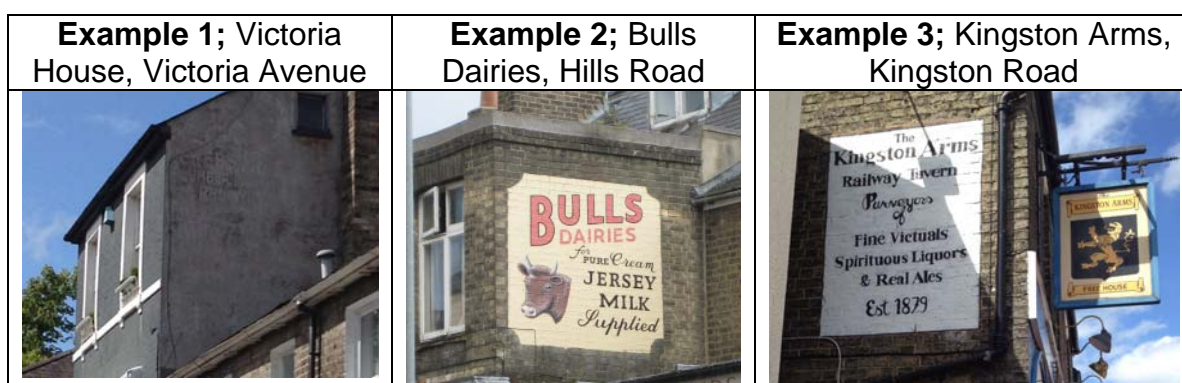 Example 1; Victoria
House, Victoria Avenue
Example 2; Bulls
Dairies, Hills Road
Example 3; Kingston Arms,
Kingston Road
BULLS
DAIRIES
for
PURE Cream
JERSEY
MILK
Supplied
The
Kingston Arms
Railway Tavern
Purveyors
of
Fine Victuals
Spirituous Liquors
& Real Ales
Est 1879
KINGSTON ARMS
FREE HOUSE